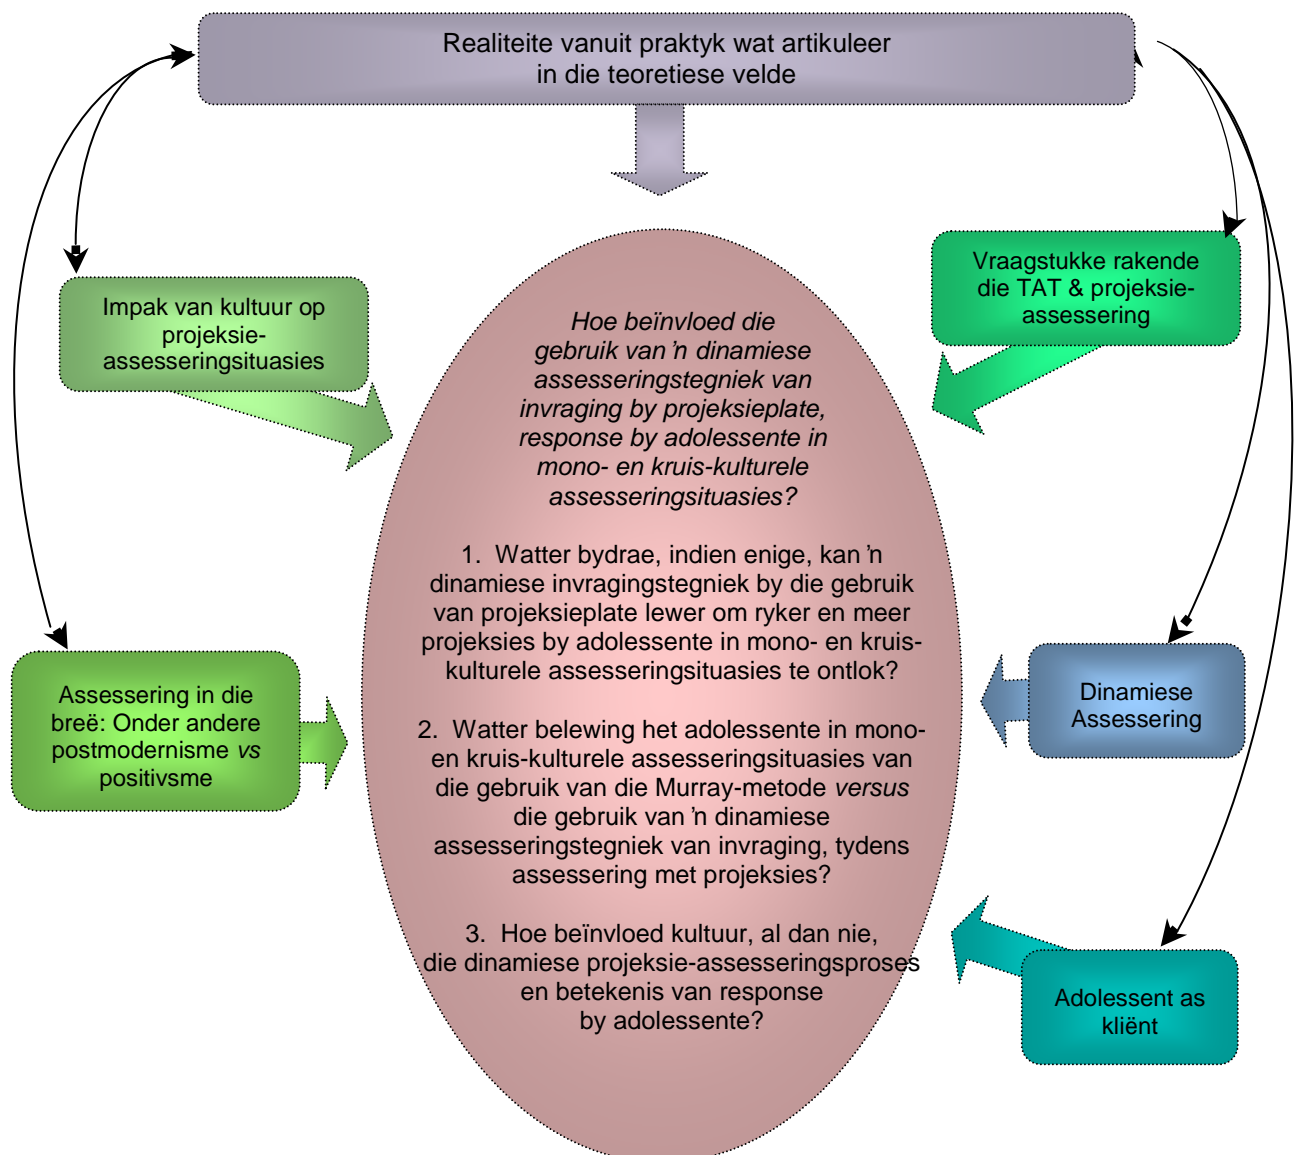 Realiteite vanuit praktyk wat artikuleer
in die teoretiese velde
Impak van kultuur op
projeksie-
assesseringsituasies
Vraagstukke rakende
die TAT & projeksie-
assessering
Hoe beïnvloed die
gebruik van 'n dinamiese
assesseringstegniek van
invraging by projeksieplate,
response by adolessente in
mono- en kruis-kulturele
assesseringsituasies?
1. Watter bydrae, indien enige, kan 'n
dinamiese invragingstegniek by die gebruik
van projeksieplate lewer om ryker en meer
projeksies by adolessente in mono- en kruis-
kulturele assesseringsituasies te ontlok?
2. Watter belewing het adolessente in mono-
en kruis-kulturele assesseringsituasies van
die gebruik van die Murray-metode versus
die gebruik van 'n dinamiese
assesseringstegniek van invraging, tydens
assessering met projeksies?
3. Hoe beïnvloed kultuur, al dan nie,
die dinamiese projeksie-assesseringsproses
en betekenis van response
by adolessente?
Assessering in die
breë: Onder andere
postmodernisme vs
positivsme
Dinamiese
Assessering
Adolessent as
kliënt